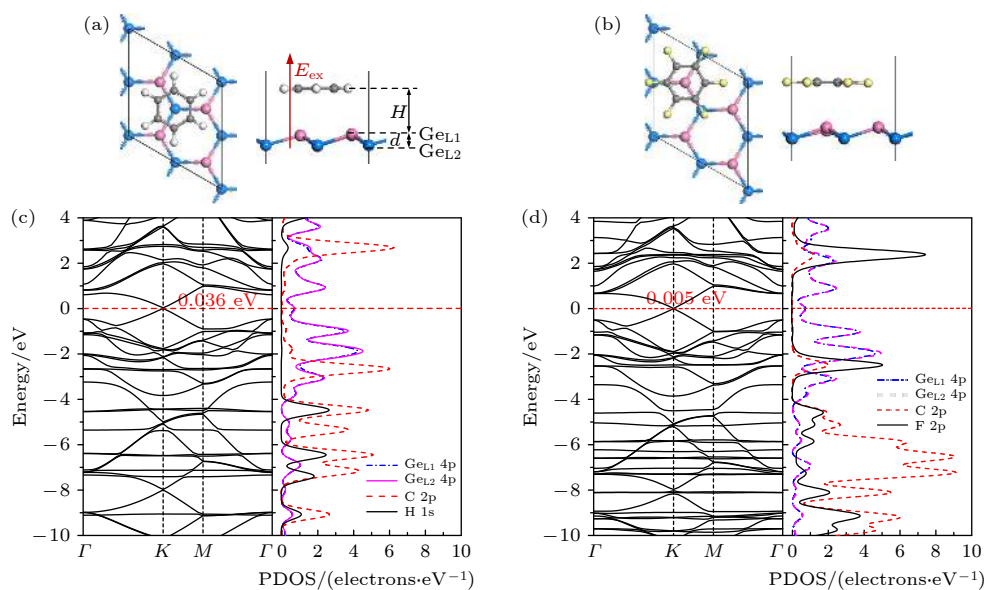 (a)
E_ex
H
d
Ge_L1
Ge_L2
(b)
(c)
4
2
0
−2
−4
−6
−8
−10
Energy/eV
0.036 eV
Ge_L1 4p
Ge_L2 4p
C 2p
H 1s
Γ K M Γ
0 2 4 6 8 10
PDOS/(electrons·eV⁻¹)
(d)
4
2
0
−2
−4
−6
−8
−10
Energy/eV
0.005 eV
Ge_L1 4p
Ge_L2 4p
C 2p
F 2p
Γ K M Γ
0 2 4 6 8 10
PDOS/(electrons·eV⁻¹)